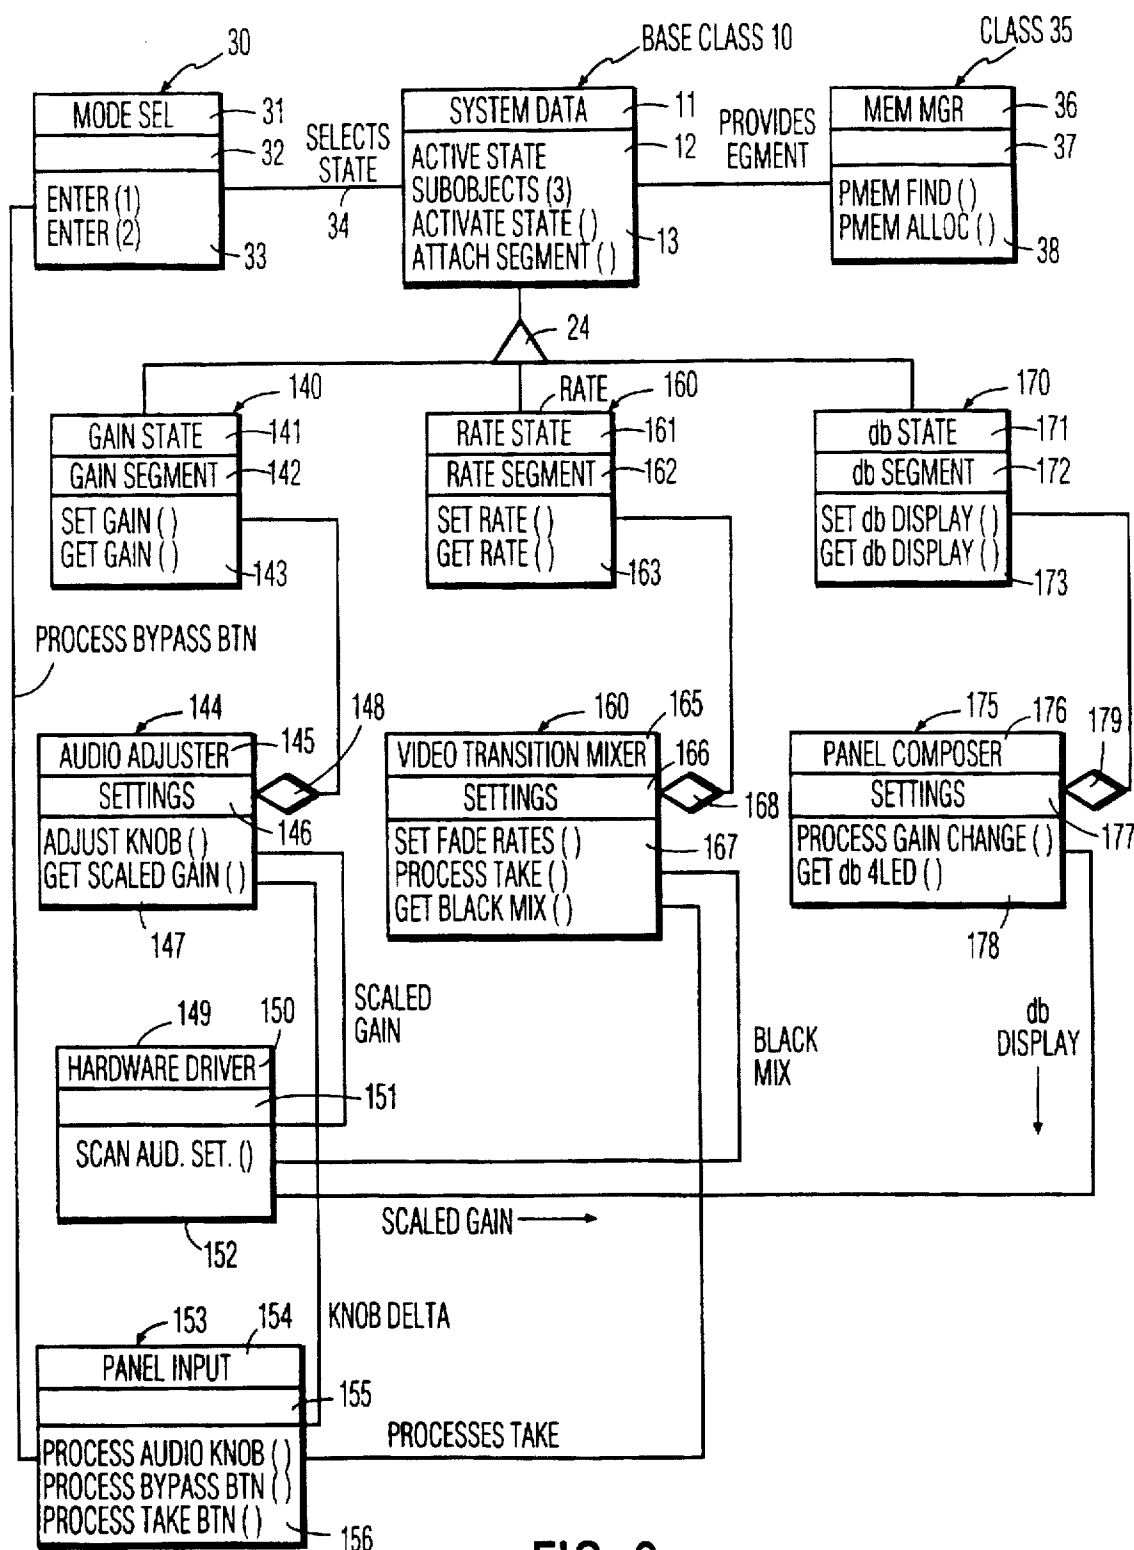 30
BASE CLASS 10
CLASS 35
MODE SEL
31
32
ENTER (1)
ENTER (2)
33
SELECTS
STATE
34
SYSTEM DATA
11
ACTIVE STATE
12
SUBOBJECTS (3)
ACTIVATE STATE ( )
13
ATTACH SEGMENT ( )
PROVIDES
EGMENT
MEM MGR
36
37
PMEM FIND ( )
PMEM ALLOC ( )
38
24
140
GAIN STATE
141
GAIN SEGMENT
142
SET GAIN ( )
GET GAIN ( )
143
RATE
160
RATE STATE
161
RATE SEGMENT
162
SET RATE ( )
GET RATE ( )
163
170
db STATE
171
db SEGMENT
172
SET db DISPLAY ( )
GET db DISPLAY ( )
173
PROCESS BYPASS BTN
144
148
AUDIO ADJUSTER
145
SETTINGS
146
ADJUST KNOB ( )
GET SCALED GAIN ( )
147
160
165
VIDEO TRANSITION MIXER
166
SETTINGS
168
SET FADE RATES ( )
167
PROCESS TAKE ( )
GET BLACK MIX ( )
175
176
179
PANEL COMPOSER
SETTINGS
177
PROCESS GAIN CHANGE ( )
GET db 4LED ( )
178
SCALED
GAIN
149
150
HARDWARE DRIVER
151
SCAN AUD. SET. ( )
152
BLACK
MIX
db
DISPLAY
SCALED GAIN
KNOB DELTA
153
154
PANEL INPUT
155
PROCESSES TAKE
PROCESS AUDIO KNOB ( )
PROCESS BYPASS BTN ( )
PROCESS TAKE BTN ( )
156